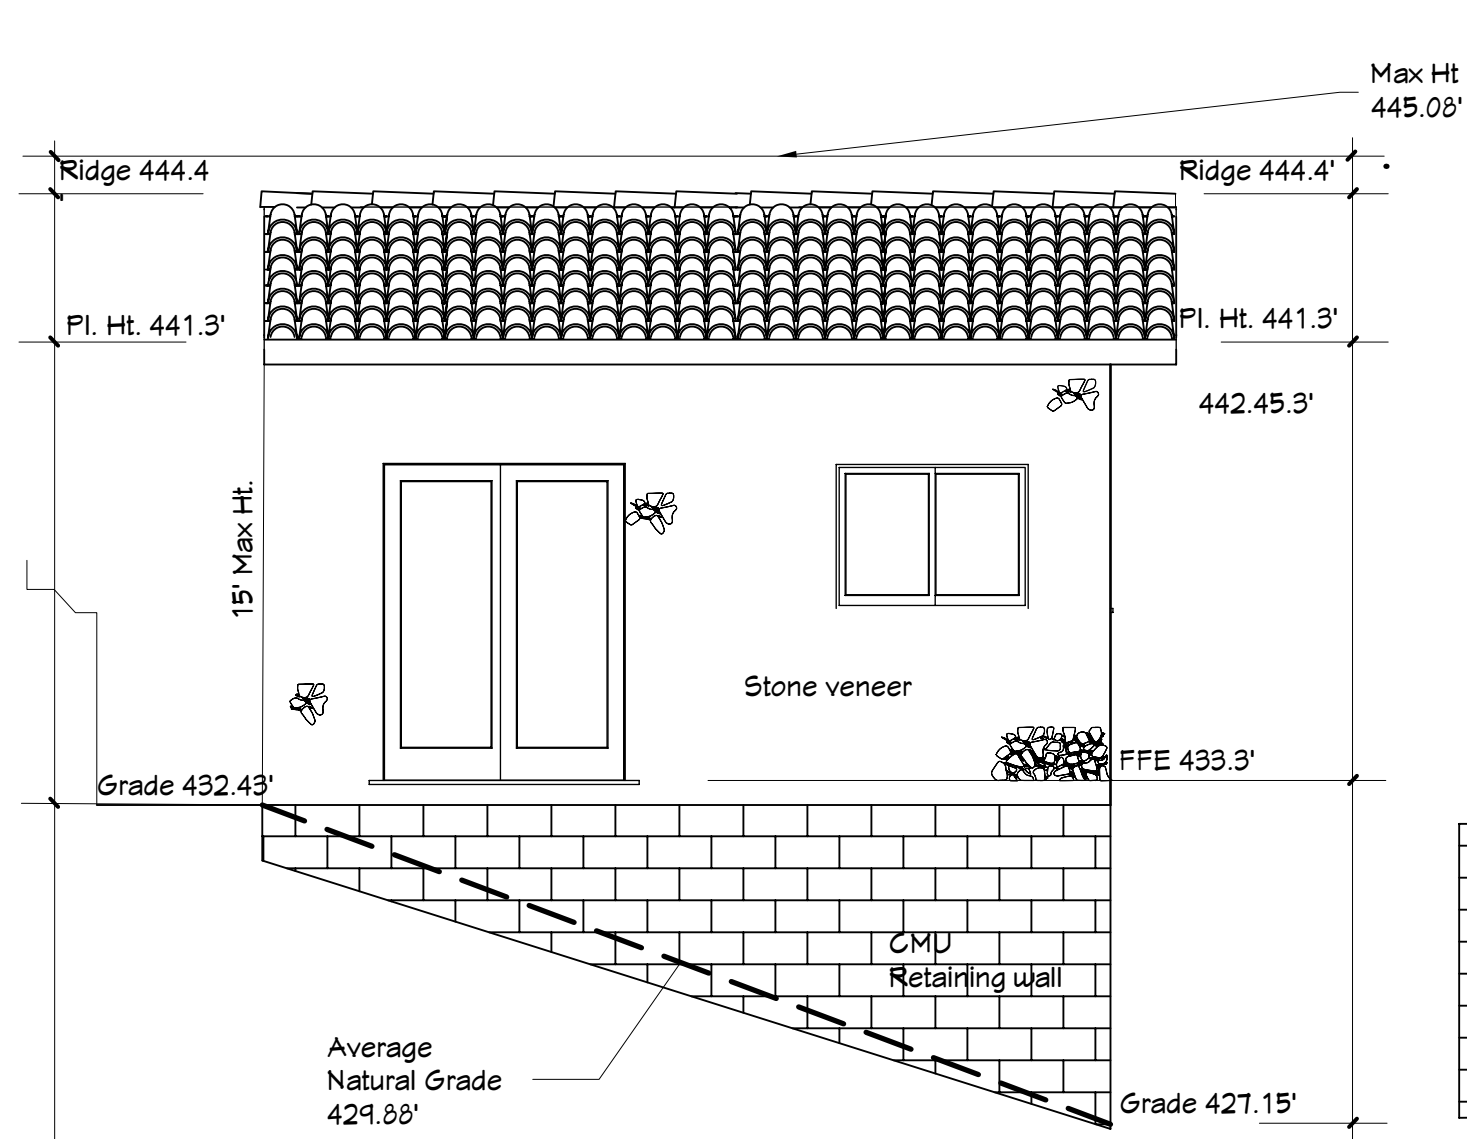 Max Ht
445.08'
Ridge 444.4'
Ridge 444.4'
Pl. Ht. 441.3'
Pl. Ht. 441.3'
442.45.3'
15' Max Ht.
Stone veneer
FFE 433.3'
Grade 432.43'
CMU
Retaining wall
Average
Natural Grade
429.88'
Grade 427.15'